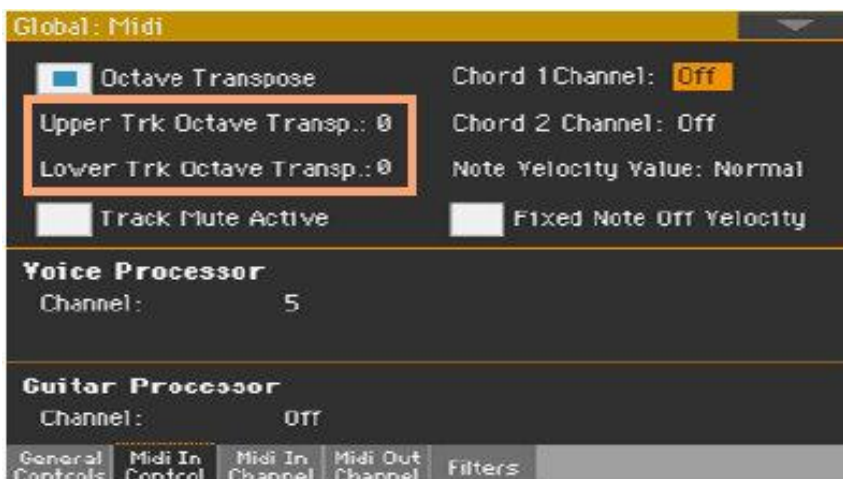 Global: Midi
Octave Transpose
Chord 1 Channel: Off
Upper Trk Octave Transp.: 0
Chord 2 Channel: Off
Lower Trk Octave Transp.: 0
Note Velocity Value: Normal
Track Mute Active
Fixed Note Off Velocity
Voice Processor
Channel: 5
Guitar Processor
Channel: Off
General Controls
Midi In Control
Midi In Channel
Midi Out Channel
Filters